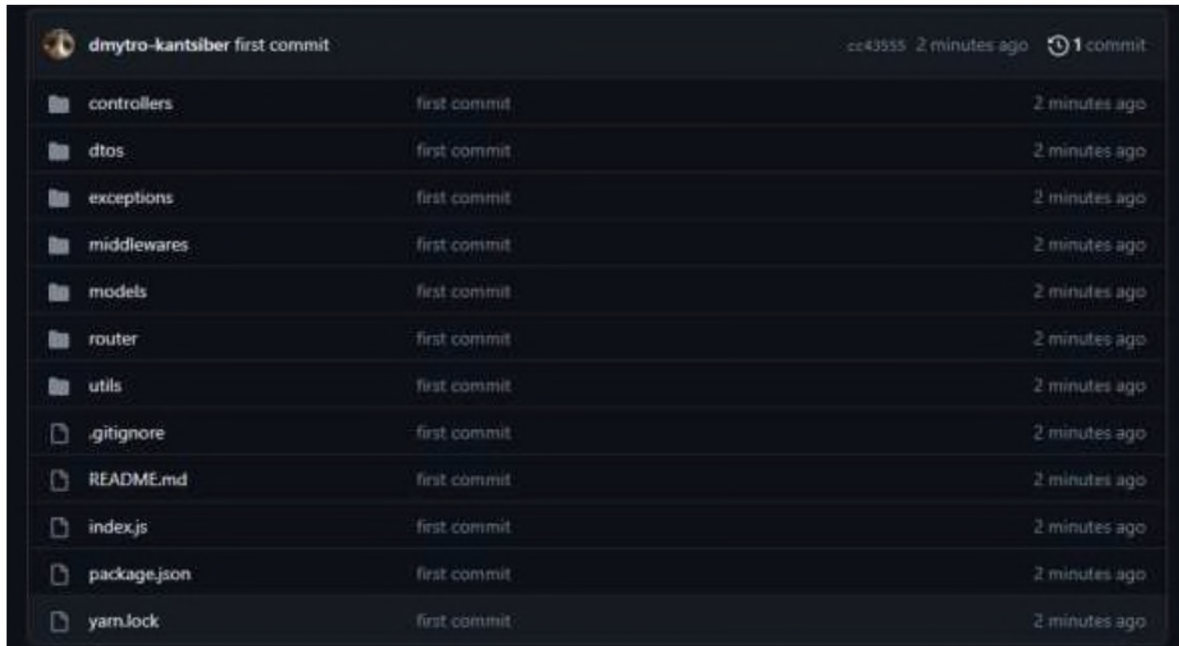 dmytro-kantsiber first commit cc43555 2 minutes ago 1 commit
controllers first commit 2 minutes ago
dtos first commit 2 minutes ago
exceptions first commit 2 minutes ago
middlewares first commit 2 minutes ago
models first commit 2 minutes ago
router first commit 2 minutes ago
utils first commit 2 minutes ago
.gitignore first commit 2 minutes ago
README.md first commit 2 minutes ago
index.js first commit 2 minutes ago
package.json first commit 2 minutes ago
yarn.lock first commit 2 minutes ago